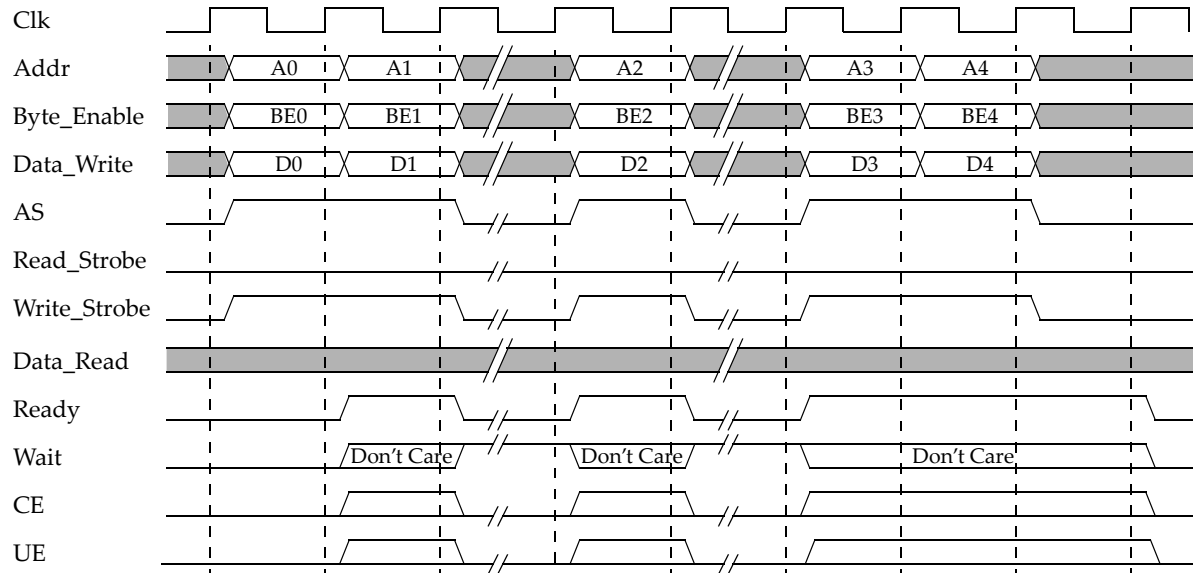 Clk
Addr A0 A1 A2 A3 A4
Byte_Enable BE0 BE1 BE2 BE3 BE4
Data_Write D0 D1 D2 D3 D4
AS
Read_Strobe
Write_Strobe
Data_Read
Ready
Wait Don't Care Don't Care Don't Care
CE
UE